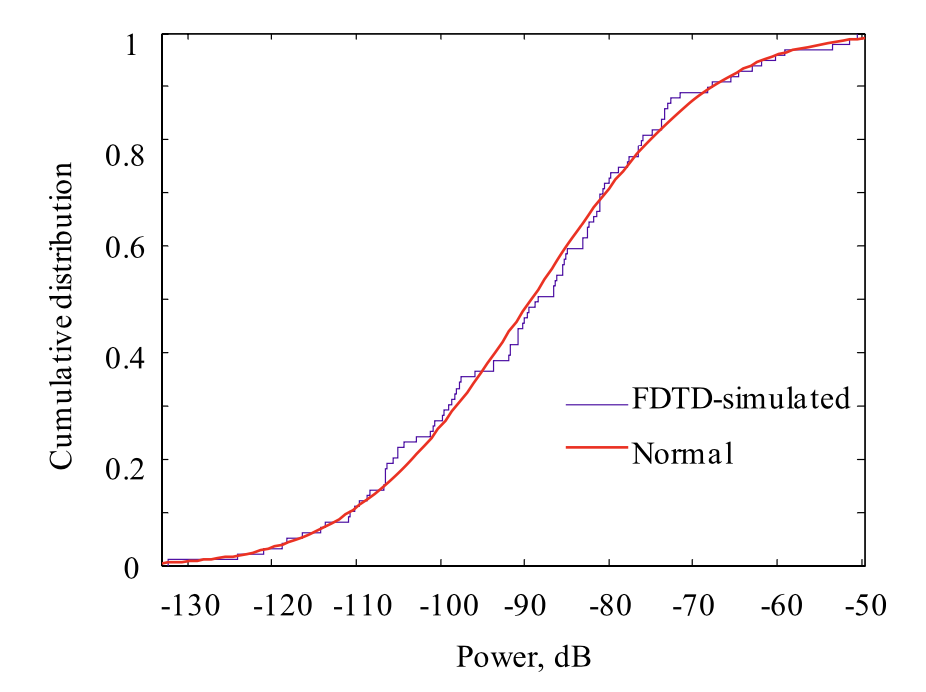 1
0.8
0.6
0.4
0.2
0
Cumulative distribution
FDTD-simulated
Normal
-130 -120 -110 -100 -90 -80 -70 -60 -50
Power, dB